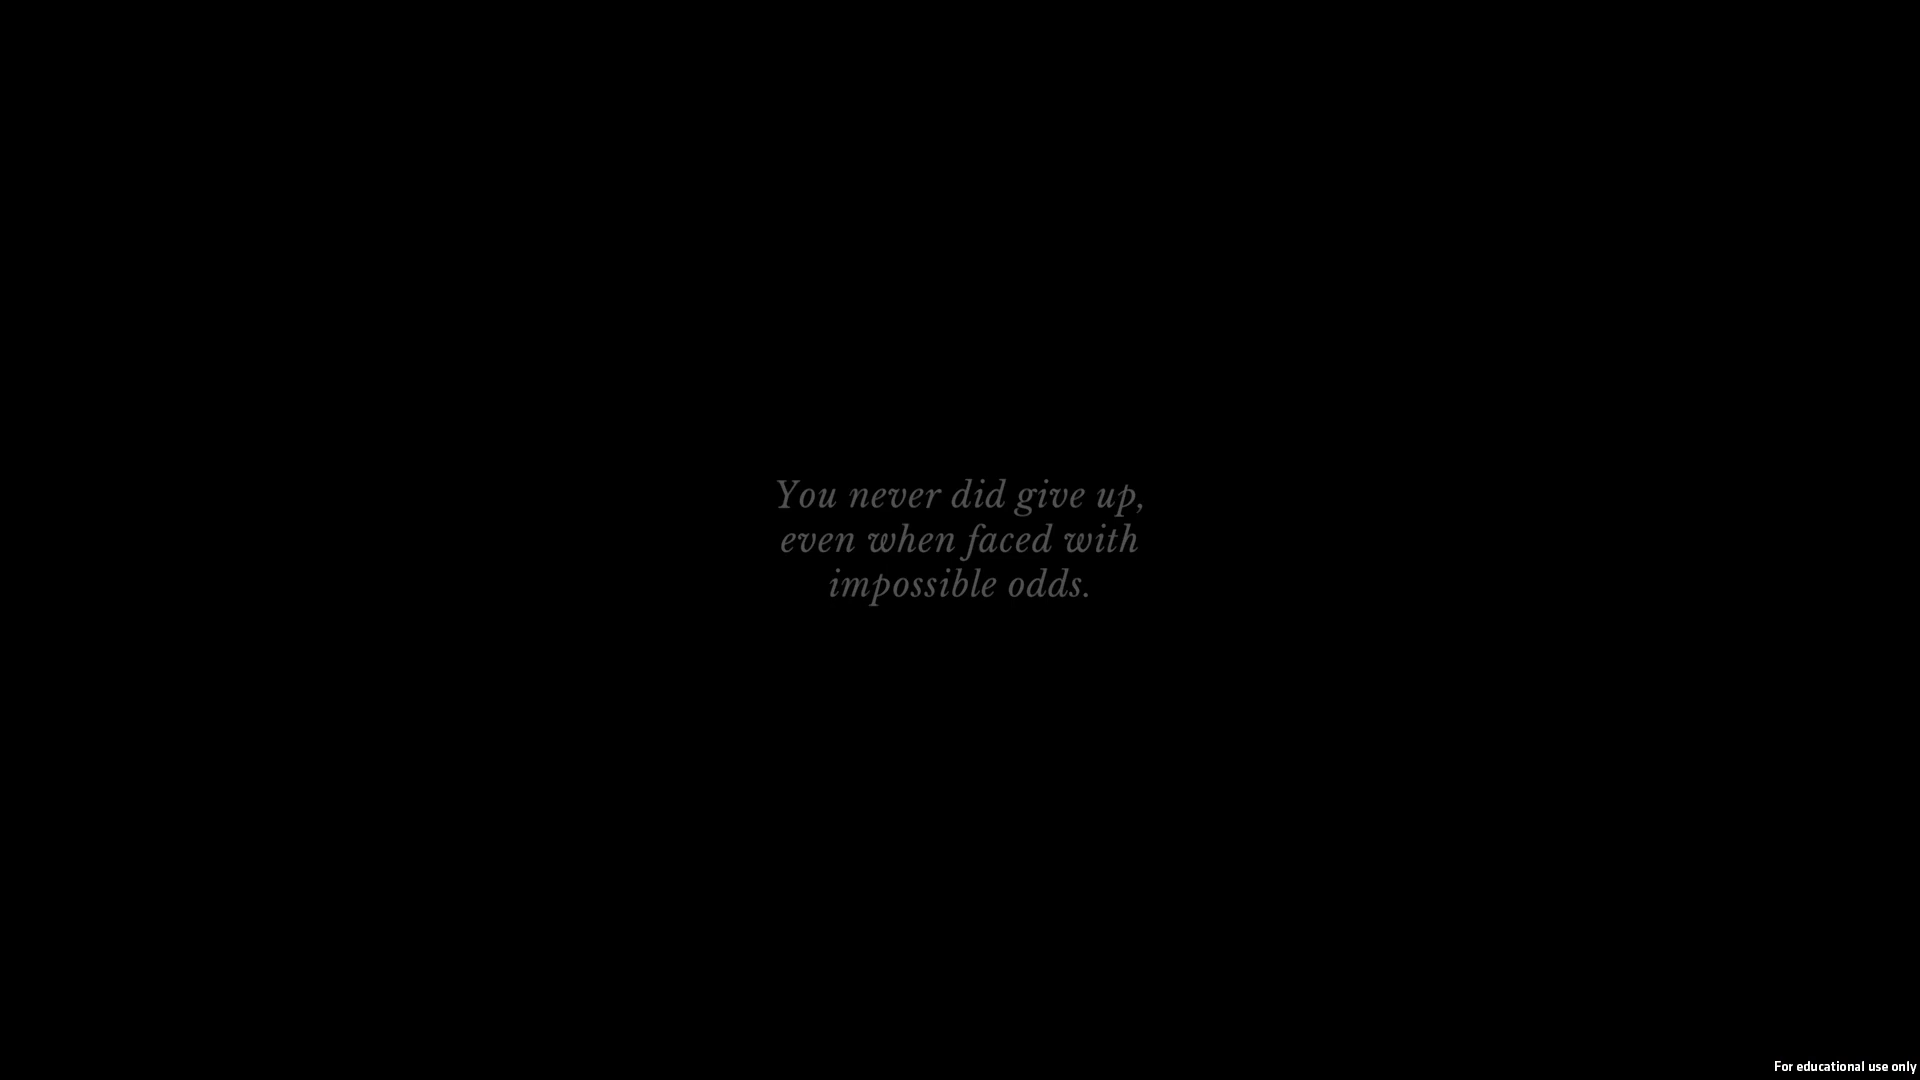 You never did give up,
even when faced with
impossible odds.
For educational use only